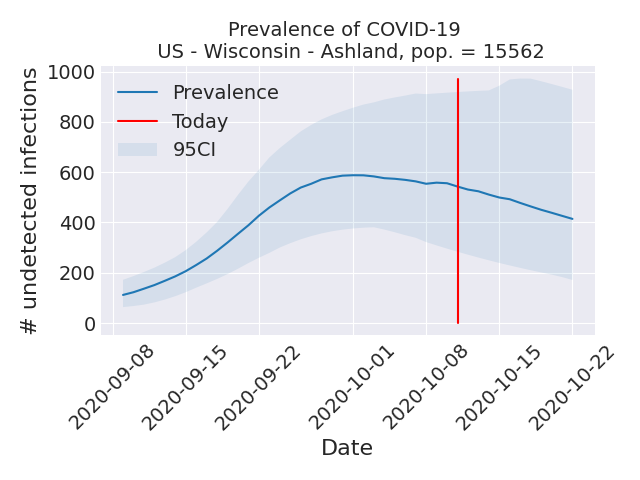 Prevalence of COVID-19
US - Wisconsin - Ashland, pop. = 15562
# undetected infections
1000
800
600
400
200
0
Prevalence
Today
95CI
2020-09-08
2020-09-15
2020-09-22
2020-10-01
2020-10-08
2020-10-15
2020-10-22
Date